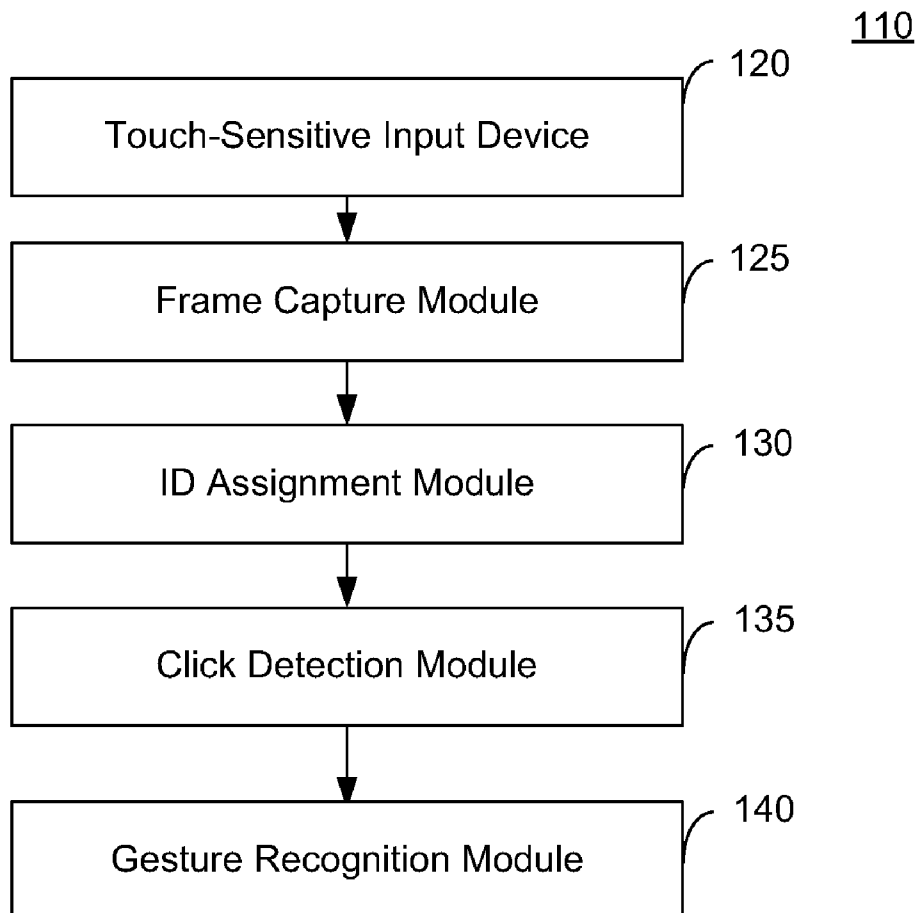 110
120
Touch-Sensitive Input Device
125
Frame Capture Module
130
ID Assignment Module
135
Click Detection Module
140
Gesture Recognition Module